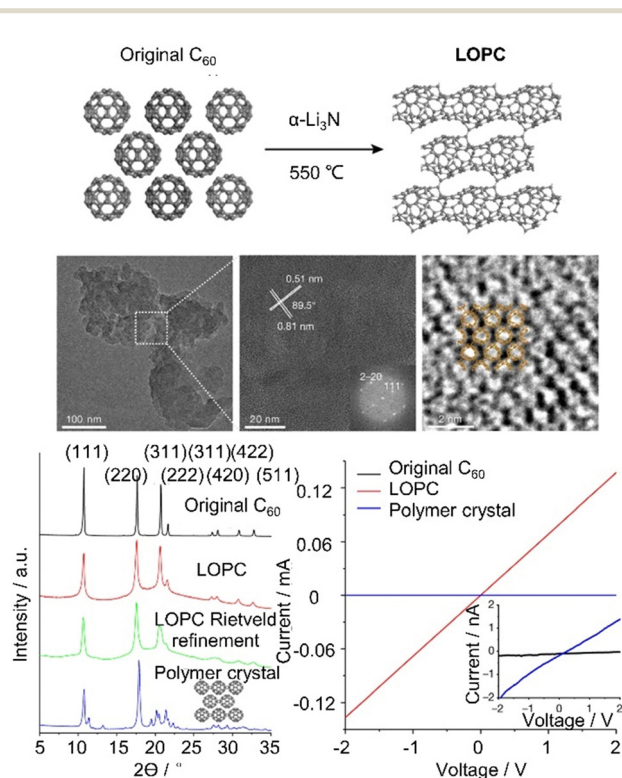 Original C₆₀
LOPC
α-Li₃N
550 ℃
0.51 nm
89.5°
0.81 nm
2–20
111
100 nm
20 nm
2 nm
(111)
(311)(311)(422)
(220)
(222)
(420)
(511)
Original C₆₀
LOPC
LOPC Rietveld
refinement
Polymer crystal
Intensity / a.u.
5
10
15
20
25
30
35
2Θ / °
Original C₆₀
LOPC
Polymer crystal
0.12
0.06
0
-0.06
-0.12
Current / mA
-2
-1
0
1
2
Voltage / V
Current / nA
2
1
0
-1
-2
-2
-1
0
1
2
Voltage / V